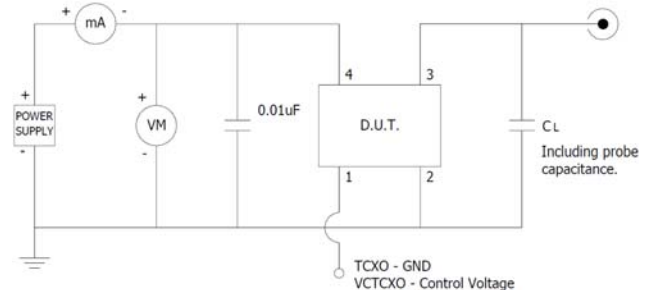 + mA -
+
POWER
SUPPLY
-
+
VM
-
0.01uF
4 3
D.U.T.
1 2
CL
Including probe
capacitance.
TCXO - GND
VCTCXO - Control Voltage